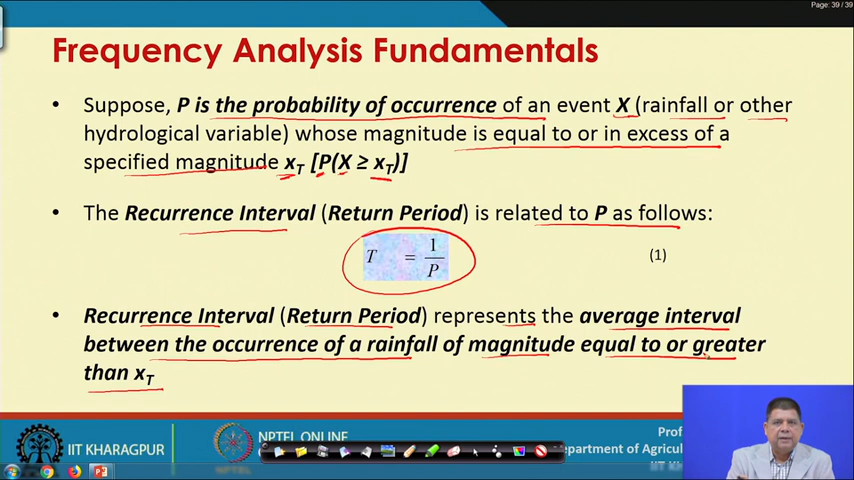 Page: 39 / 39
Frequency Analysis Fundamentals
• Suppose, P is the probability of occurrence of an event X (rainfall or other
hydrological variable) whose magnitude is equal to or in excess of a
specified magnitude xT [P(X ≥ xT)]
• The Recurrence Interval (Return Period) is related to P as follows:
T = 1/P (1)
• Recurrence Interval (Return Period) represents the average interval
between the occurrence of a rainfall of magnitude equal to or greater
than xT
IIT KHARAGPUR
NPTEL ONLINE
Prof
epartment of Agricul